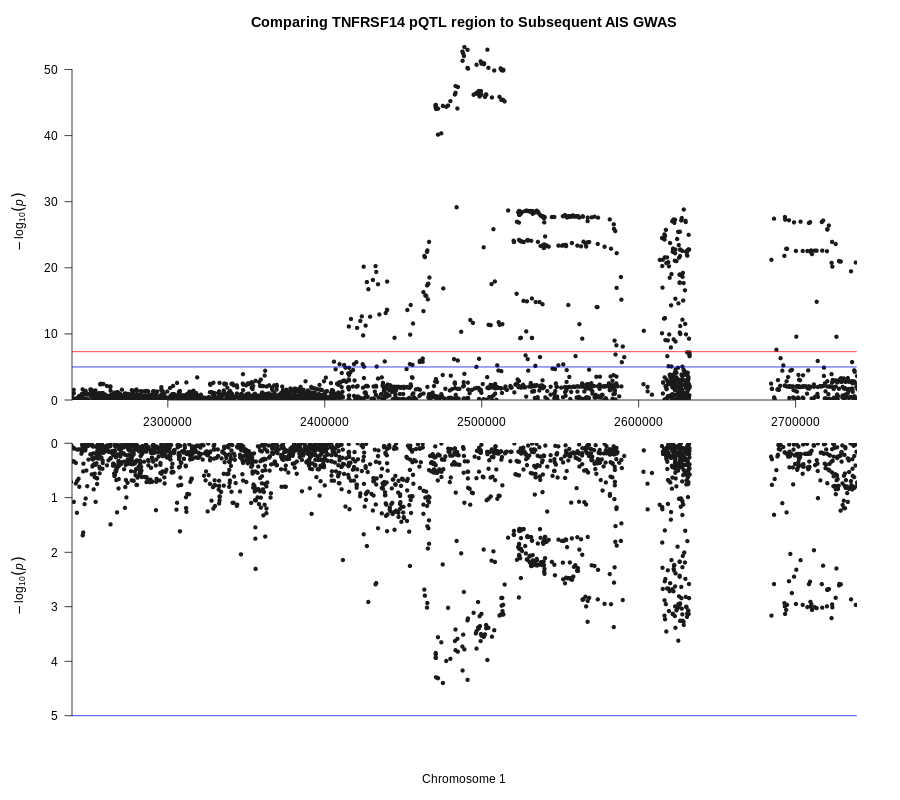 Comparing TNFRSF14 pQTL region to Subsequent AIS GWAS
50
40
30
20
10
0
− log10(p)
2300000 2400000 2500000 2600000 2700000
0
1
2
3
4
5
− log10(p)
Chromosome 1